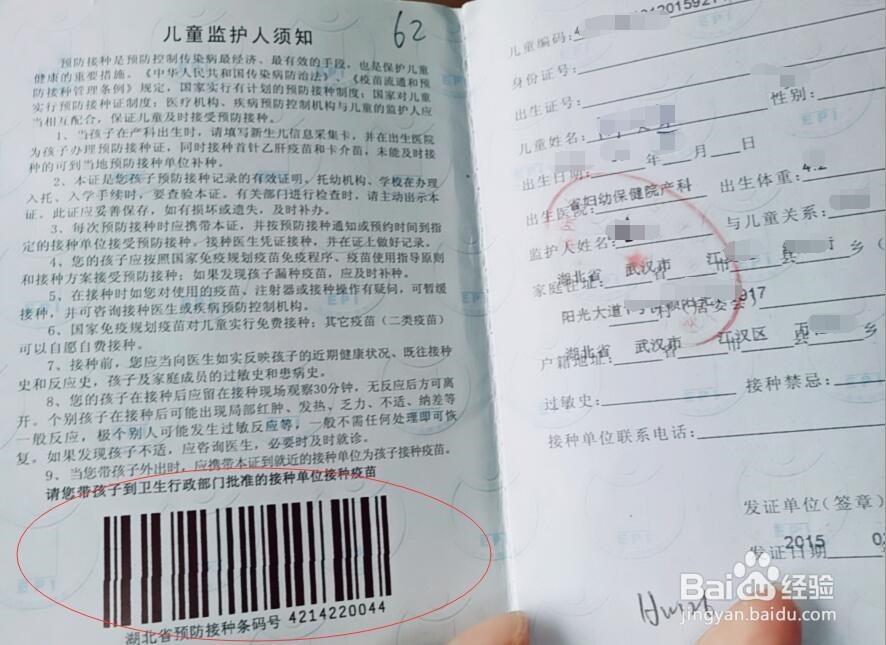 儿童监护人须知
62
预防接种是预防控制传染病最经济、最有效的手段，也是保护儿童
健康的重要措施。《中华人民共和国传染病防治法》、《疫苗流通和预
防接种管理条例》规定，国家实行有计划的预防接种制度；国家对儿童
实行预防接种证制度；医疗机构、疾病预防控制机构与儿童的监护人应
当相互配合，保证儿童及时接受预防接种。
1、当孩子在产科出生时，请填写新生儿信息采集卡，并在出生医院
为孩子办理预防接种证，同时接种首针乙肝疫苗和卡介苗，未能及时接
种的可到当地预防接种单位补种。
2、本证是您孩子预防接种记录的有效证明。托幼机构、学校在办理
入托、入学手续时，要查验本证。有关部门进行检查时，请主动出示本
证。此证应妥善保存，如有损坏或遗失，及时补办。
3、每次预防接种时应携带本证，并按预防接种通知或预约时间到指
定的接种单位接受预防接种。接种医生凭证接种，并在证上做好记录。
4、您的孩子应按照国家免疫规划疫苗免疫程序、疫苗使用指导原则
和接种方案接受预防接种；如果发现孩子漏种疫苗，应及时补种。
5、在接种时如您对使用的疫苗，注射器或接种操作有疑问，可暂缓
接种，并可咨询接种医生或疾病预防控制机构。
6、国家免疫规划疫苗对儿童实行免费接种；其它疫苗（二类疫苗）
可以自愿自费接种。
7、接种前，您应当向医生如实反映孩子的近期健康状况、既往接种
史和反应史，孩子及家庭成员的过敏史和患病史。
8、您的孩子在接种后应留在接种现场观察30分钟，无反应后方可离
开。个别孩子在接种后可能出现局部红肿、发热、乏力、不适、纳差等
一般反应，极个别人可能发生过敏反应等，一般不需任何处理即可恢
复。如果发现孩子不适，应咨询医生，必要时及时就诊。
9、当您带孩子外出时，应携带本证到就近的接种单位为孩子接种疫苗。
请您带孩子到卫生行政部门批准的接种单位接种疫苗
湖北省预防接种条码号 4214220044
儿童编码：
身份证号：
出生证号：
儿童姓名： 性别：
出生日期： 年 月 日
出生医院：省妇幼保健院产科 出生体重：4.2
监护人姓名： 与儿童关系：
家庭住址：湖北省 武汉市 江 省 市 县 乡
阳光大道 村（居委会） 917
户籍地址：湖北省 武汉市 江汉区 西 省 市 县 乡（
过敏史： 接种禁忌：
接种单位联系电话：
发证单位（签章）
发证日期 2015
Baidu 经验
jingyan.baidu.com